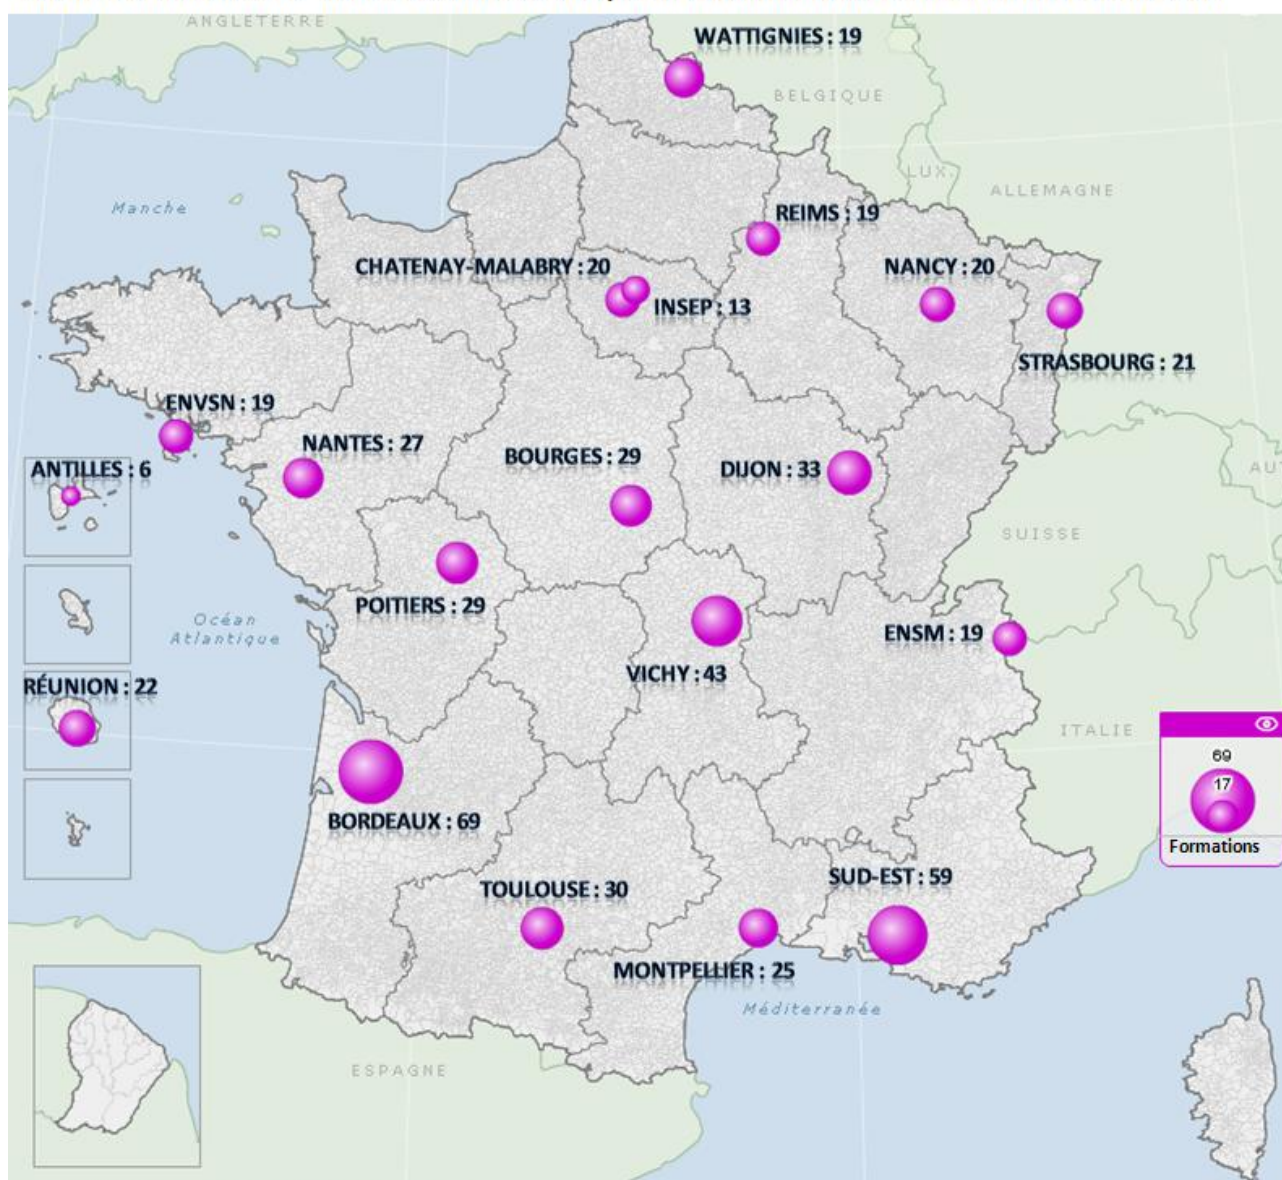 ANGLETERRE
WATTIGNIES : 19
BELGIQUE
LUX.
ALLEMAGNE
Manche
REIMS : 19
CHATENAY-MALABRY : 20
NANCY : 20
INSEP : 13
STRASBOURG : 21
ENVSN : 19
NANTES : 27
BOURGES : 29
DIJON : 33
ANTILLES : 6
SUISSE
POITIERS : 29
Océan
Atlantique
ENSM : 19
VICHY : 43
RÉUNION : 22
ITALIE
69
17
Formations
BORDEAUX : 69
SUD-EST : 59
TOULOUSE : 30
MONTPELLIER : 25
Méditerranée
ESPAGNE